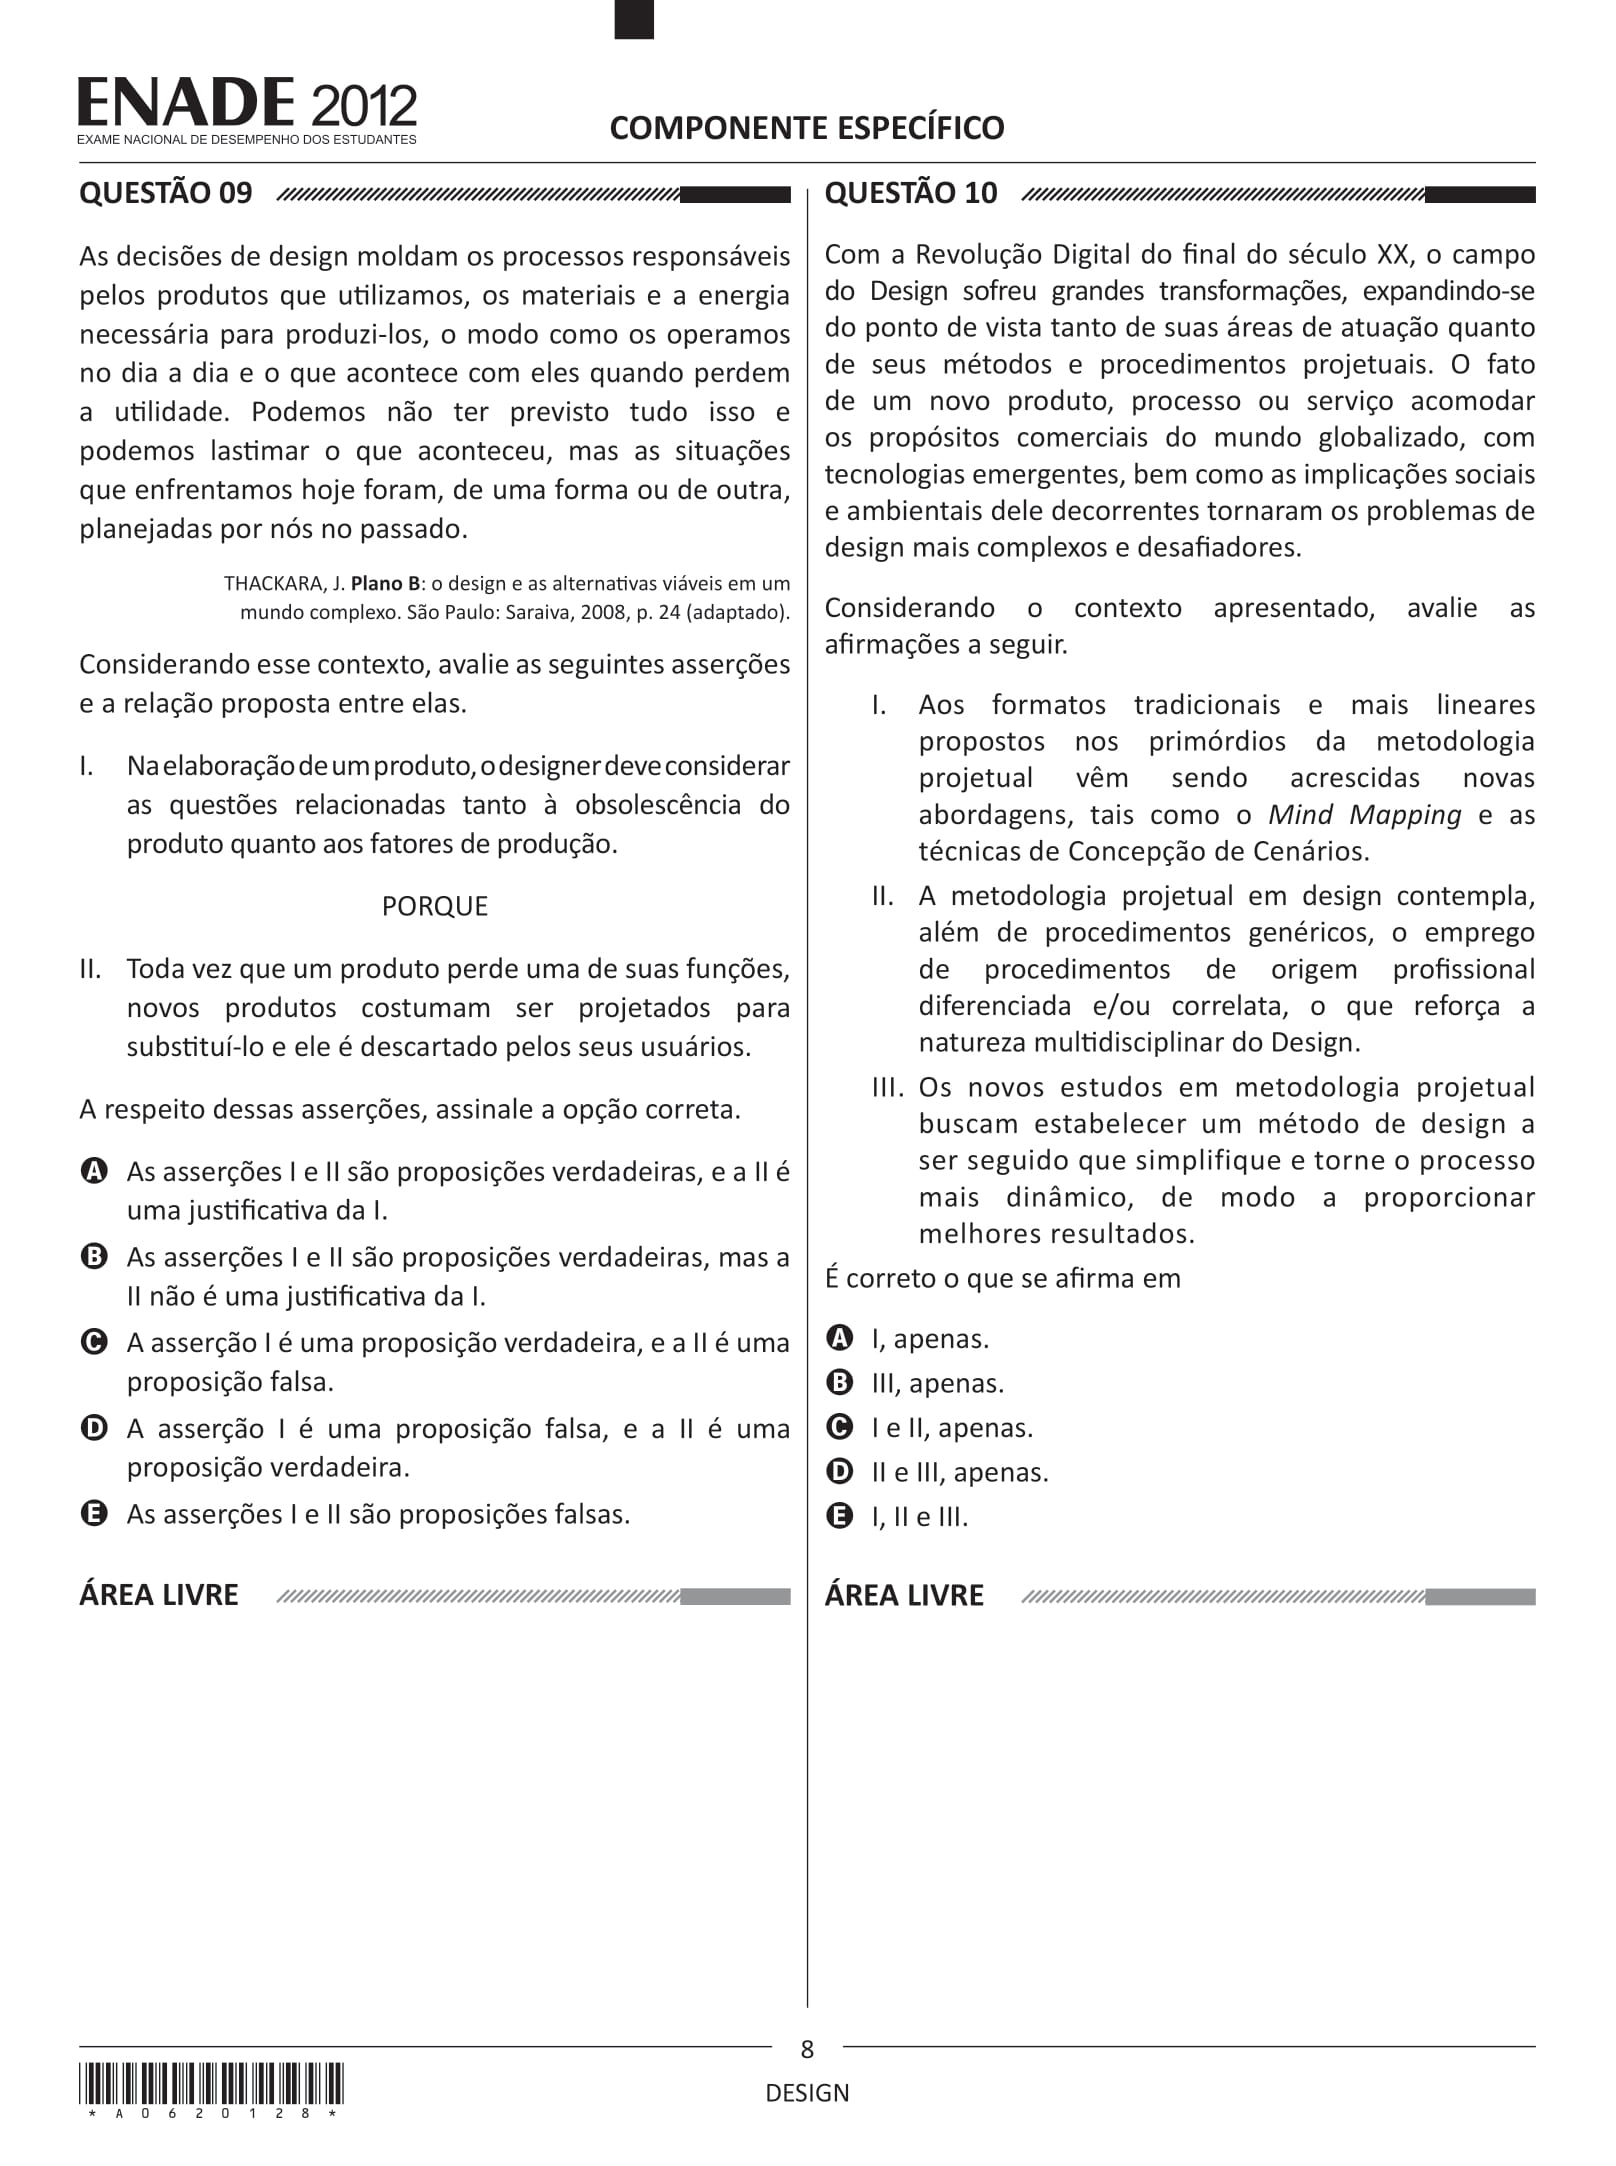 ENADE 2012
EXAME NACIONAL DE DESEMPENHO DOS ESTUDANTES
COMPONENTE ESPECÍFICO
QUESTÃO 09
As decisões de design moldam os processos responsáveis
pelos produtos que utilizamos, os materiais e a energia
necessária para produzi-los, o modo como os operamos
no dia a dia e o que acontece com eles quando perdem
a utilidade. Podemos não ter previsto tudo isso e
podemos lastimar o que aconteceu, mas as situações
que enfrentamos hoje foram, de uma forma ou de outra,
planejadas por nós no passado.
THACKARA, J. Plano B: o design e as alternativas viáveis em um
mundo complexo. São Paulo: Saraiva, 2008, p. 24 (adaptado).
Considerando esse contexto, avalie as seguintes asserções
e a relação proposta entre elas.
I. Na elaboração de um produto, o designer deve considerar
as questões relacionadas tanto à obsolescência do
produto quanto aos fatores de produção.
PORQUE
II. Toda vez que um produto perde uma de suas funções,
novos produtos costumam ser projetados para
substituí-lo e ele é descartado pelos seus usuários.
A respeito dessas asserções, assinale a opção correta.
A As asserções I e II são proposições verdadeiras, e a II é
uma justificativa da I.
B As asserções I e II são proposições verdadeiras, mas a
II não é uma justificativa da I.
C A asserção I é uma proposição verdadeira, e a II é uma
proposição falsa.
D A asserção I é uma proposição falsa, e a II é uma
proposição verdadeira.
E As asserções I e II são proposições falsas.
ÁREA LIVRE
QUESTÃO 10
Com a Revolução Digital do final do século XX, o campo
do Design sofreu grandes transformações, expandindo-se
do ponto de vista tanto de suas áreas de atuação quanto
de seus métodos e procedimentos projetuais. O fato
de um novo produto, processo ou serviço acomodar
os propósitos comerciais do mundo globalizado, com
tecnologias emergentes, bem como as implicações sociais
e ambientais dele decorrentes tornaram os problemas de
design mais complexos e desafiadores.
Considerando o contexto apresentado, avalie as
afirmações a seguir.
I. Aos formatos tradicionais e mais lineares
propostos nos primórdios da metodologia
projetual vêm sendo acrescidas novas
abordagens, tais como o Mind Mapping e as
técnicas de Concepção de Cenários.
II. A metodologia projetual em design contempla,
além de procedimentos genéricos, o emprego
de procedimentos de origem profissional
diferenciada e/ou correlata, o que reforça a
natureza multidisciplinar do Design.
III. Os novos estudos em metodologia projetual
buscam estabelecer um método de design a
ser seguido que simplifique e torne o processo
mais dinâmico, de modo a proporcionar
melhores resultados.
É correto o que se afirma em
A I, apenas.
B III, apenas.
C I e II, apenas.
D II e III, apenas.
E I, II e III.
ÁREA LIVRE
8
DESIGN
* A 0 6 2 0 1 2 8 *